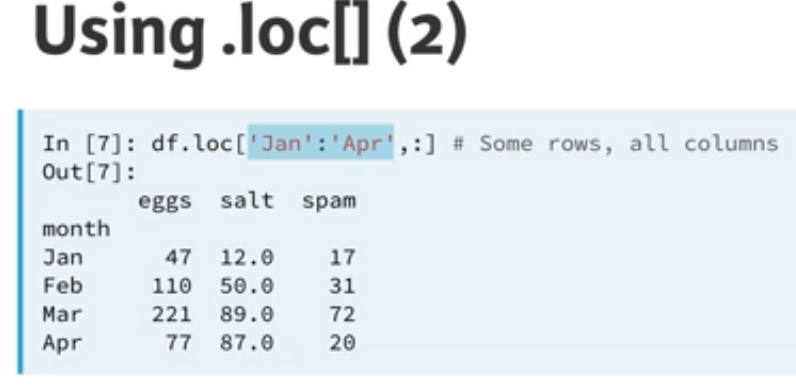 Using .loc[] (2)
In [7]: df.loc['Jan':'Apr',:] # Some rows, all columns
Out[7]:
eggs salt spam
month
Jan 47 12.0 17
Feb 110 50.0 31
Mar 221 89.0 72
Apr 77 87.0 20